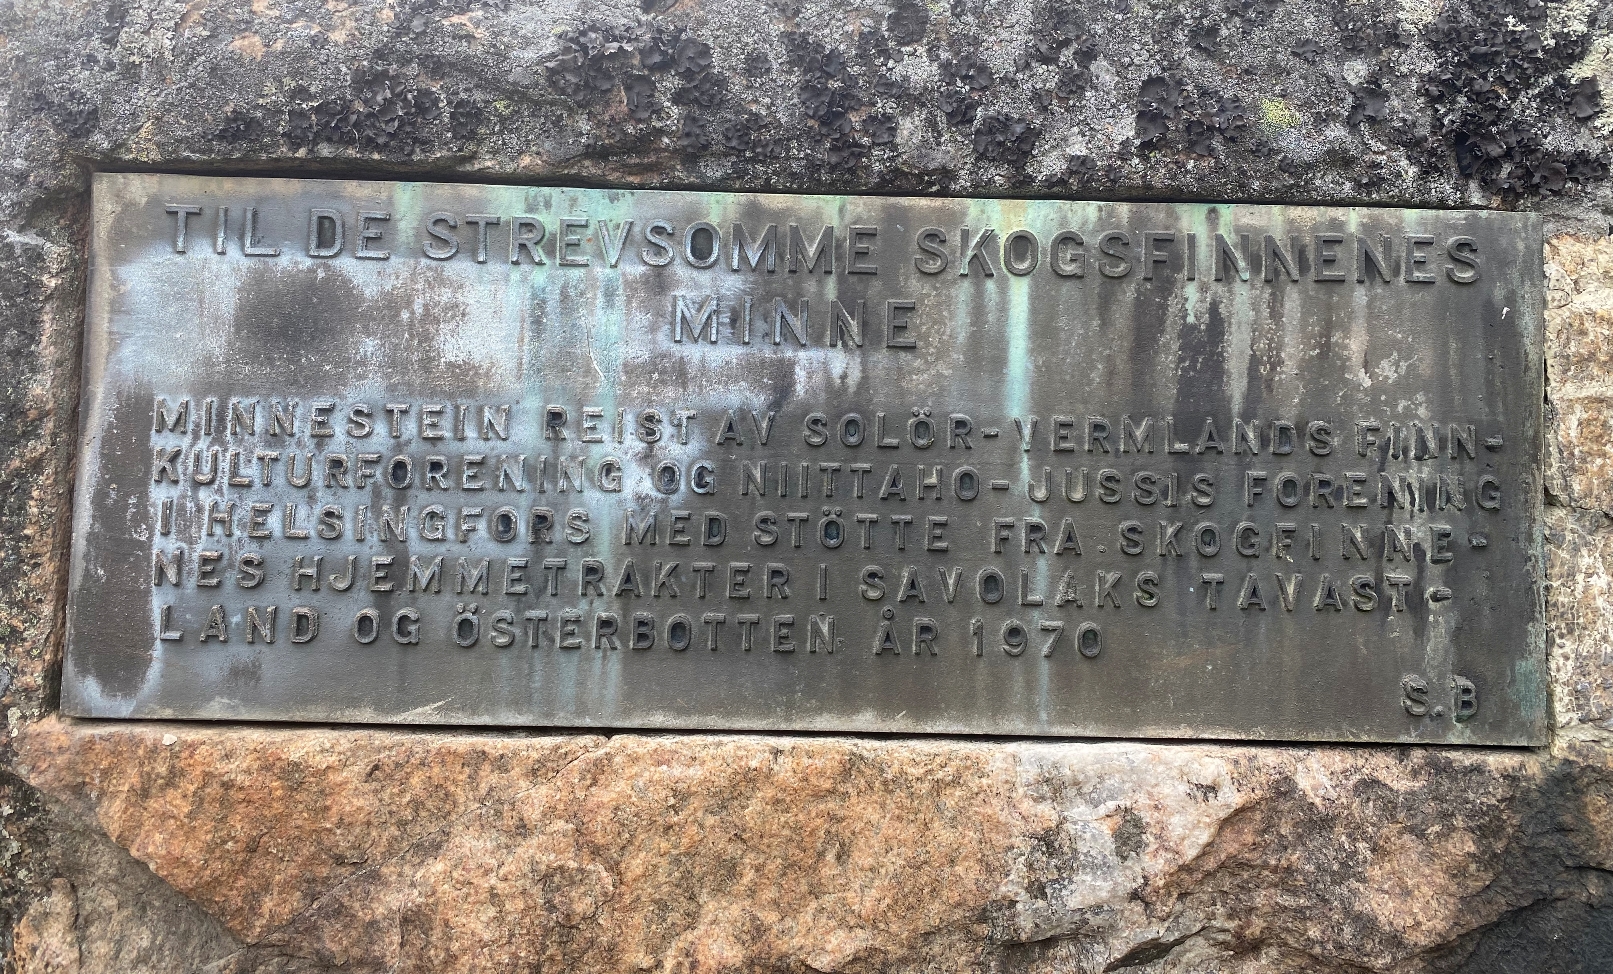 TIL DE STREVSOMME SKOGSFINNENES
MINNE
MINNESTEIN REIST AV SOLÖR-VERMLANDS FINN-
KULTURFORENING OG NIITTAHO-JUSSIS FORENING
I HELSINGFORS MED STÖTTE FRA SKOGFINNE-
NES HJEMMETRAKTER I SAVOLAKS TAVAST-
LAND OG ÖSTERBOTTEN ÅR 1970
S.B